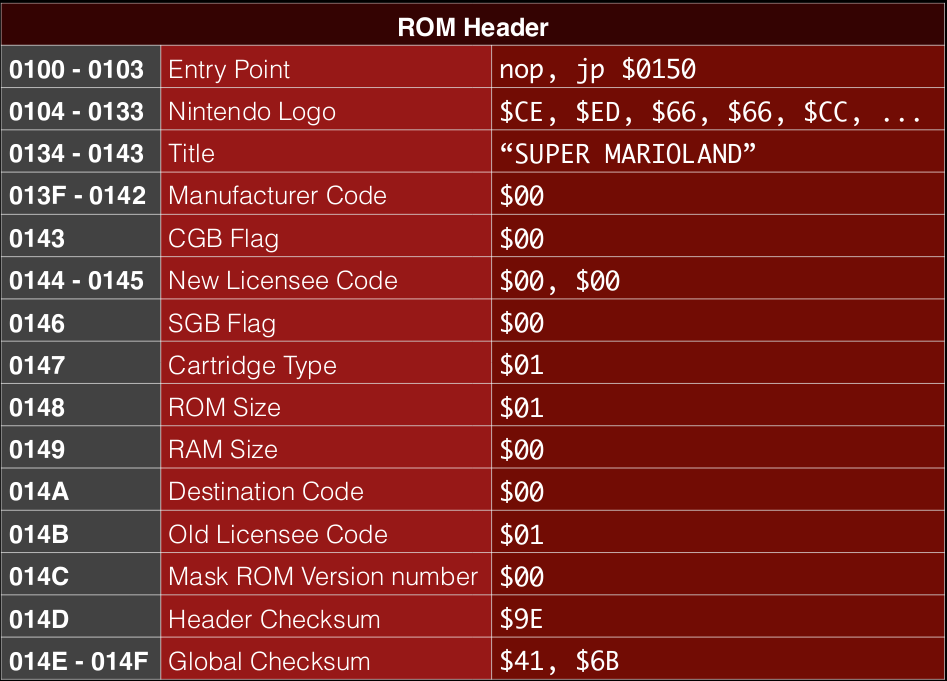 ROM Header
0100 - 0103 Entry Point nop, jp $0150
0104 - 0133 Nintendo Logo $CE, $ED, $66, $66, $CC, ...
0134 - 0143 Title “SUPER MARIOLAND”
013F - 0142 Manufacturer Code $00
0143 CGB Flag $00
0144 - 0145 New Licensee Code $00, $00
0146 SGB Flag $00
0147 Cartridge Type $01
0148 ROM Size $01
0149 RAM Size $00
014A Destination Code $00
014B Old Licensee Code $01
014C Mask ROM Version number $00
014D Header Checksum $9E
014E - 014F Global Checksum $41, $6B